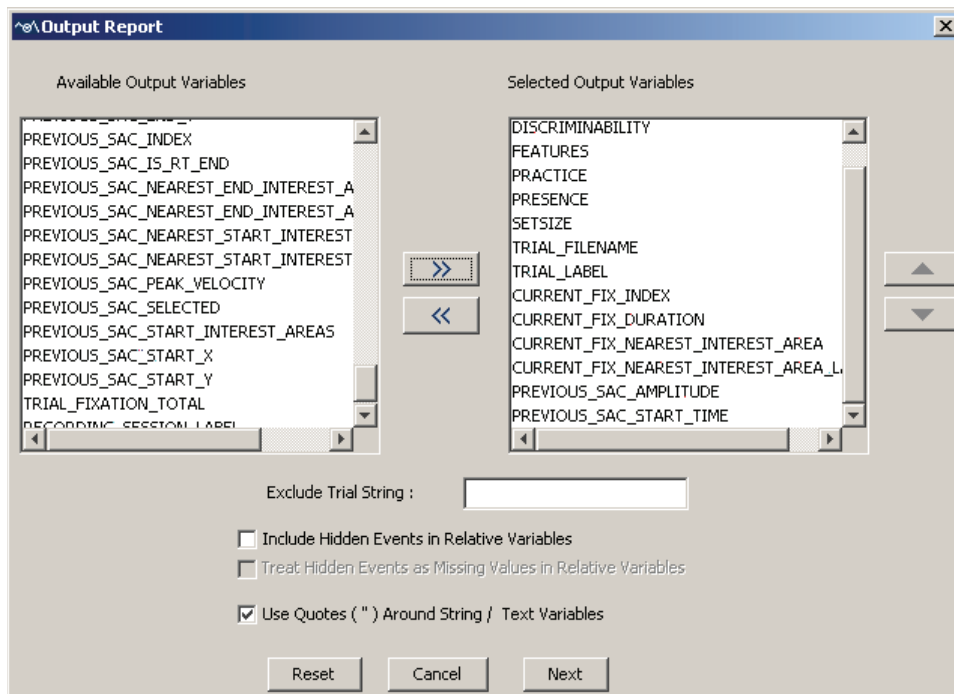 Output Report
Available Output Variables
PREVIOUS_SAC_INDEX
PREVIOUS_SAC_IS_RT_END
PREVIOUS_SAC_NEAREST_END_INTEREST_A
PREVIOUS_SAC_NEAREST_END_INTEREST_A
PREVIOUS_SAC_NEAREST_START_INTEREST
PREVIOUS_SAC_NEAREST_START_INTEREST
PREVIOUS_SAC_PEAK_VELOCITY
PREVIOUS_SAC_SELECTED
PREVIOUS_SAC_START_INTEREST_AREAS
PREVIOUS_SAC_START_X
PREVIOUS_SAC_START_Y
TRIAL_FIXATION_TOTAL
RECORDING_SESSION_LABEL
>>
<<
Selected Output Variables
DISCRIMINABILITY
FEATURES
PRACTICE
PRESENCE
SETSIZE
TRIAL_FILENAME
TRIAL_LABEL
CURRENT_FIX_INDEX
CURRENT_FIX_DURATION
CURRENT_FIX_NEAREST_INTEREST_AREA
CURRENT_FIX_NEAREST_INTEREST_AREA_LA
PREVIOUS_SAC_AMPLITUDE
PREVIOUS_SAC_START_TIME
Exclude Trial String :
Include Hidden Events in Relative Variables
Treat Hidden Events as Missing Values in Relative Variables
Use Quotes ( " ) Around String / Text Variables
Reset Cancel Next